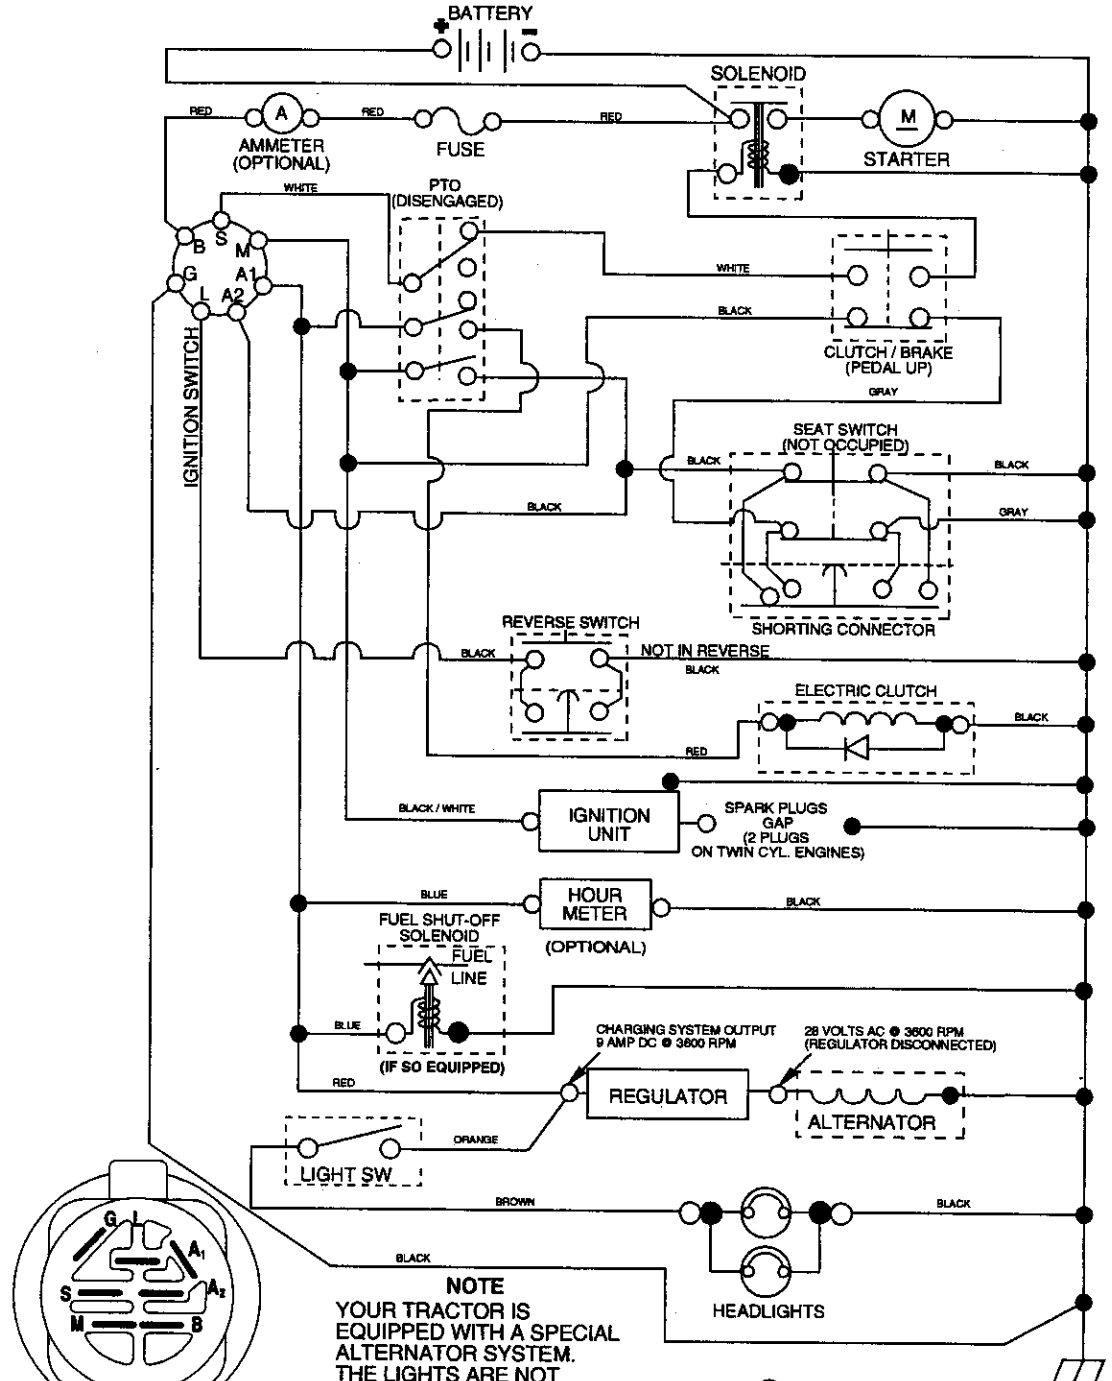 BATTERY
+
-
SOLENOID
RED
A
RED
RED
M
AMMETER
(OPTIONAL)
FUSE
STARTER
WHITE
PTO
(DISENGAGED)
B
S
M
G
A1
L
A2
IGNITION SWITCH
WHITE
BLACK
CLUTCH / BRAKE
(PEDAL UP)
GRAY
SEAT SWITCH
(NOT OCCUPIED)
BLACK
BLACK
BLACK
GRAY
SHORTING CONNECTOR
REVERSE SWITCH
BLACK
NOT IN REVERSE
BLACK
ELECTRIC CLUTCH
BLACK
RED
BLACK / WHITE
IGNITION
UNIT
SPARK PLUGS
GAP
(2 PLUGS
ON TWIN CYL. ENGINES)
BLUE
HOUR
METER
BLACK
(OPTIONAL)
FUEL SHUT-OFF
SOLENOID
FUEL
LINE
BLUE
(IF SO EQUIPPED)
CHARGING SYSTEM OUTPUT
9 AMP DC @ 3600 RPM
28 VOLTS AC @ 3600 RPM
(REGULATOR DISCONNECTED)
RED
REGULATOR
ALTERNATOR
ORANGE
LIGHT SW.
BROWN
BLACK
BLACK
HEADLIGHTS
G
L
A1
S
A2
M
B
NOTE
YOUR TRACTOR IS
EQUIPPED WITH A SPECIAL
ALTERNATOR SYSTEM.
THE LIGHTS ARE NOT